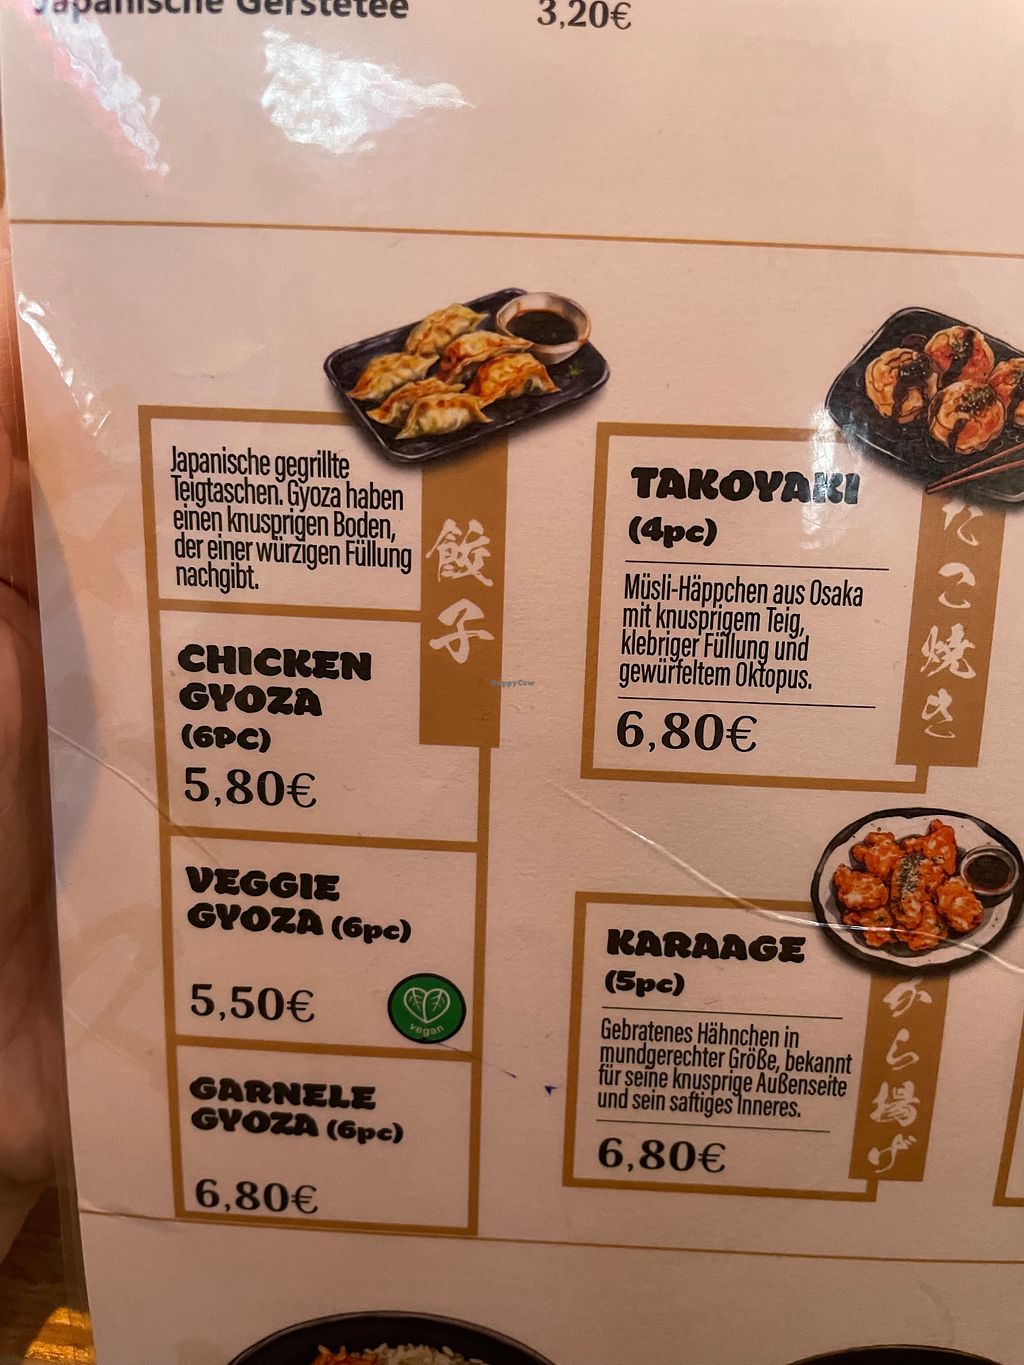 Japanische Gerstetee
3,20€
Japanische gegrillte
Teigtaschen. Gyoza haben
einen knusprigen Boden,
der einer würzigen Füllung
nachgibt.
餃子
CHICKEN
GYOZA
(6PC)
5,80€
VEGGIE
GYOZA (6pc)
5,50€
vegan
GARNELE
GYOZA (6pc)
6,80€
TAKOYAKI
(4pc)
Müsli-Häppchen aus Osaka
mit knusprigem Teig,
klebriger Füllung und
gewürfeltem Oktopus.
6,80€
たこ焼き
KARAAGE
(5pc)
Gebratenes Hähnchen in
mundgerechter Größe, bekannt
für seine knusprige Außenseite
und sein saftiges Inneres.
6,80€
から揚げ
HappyCow